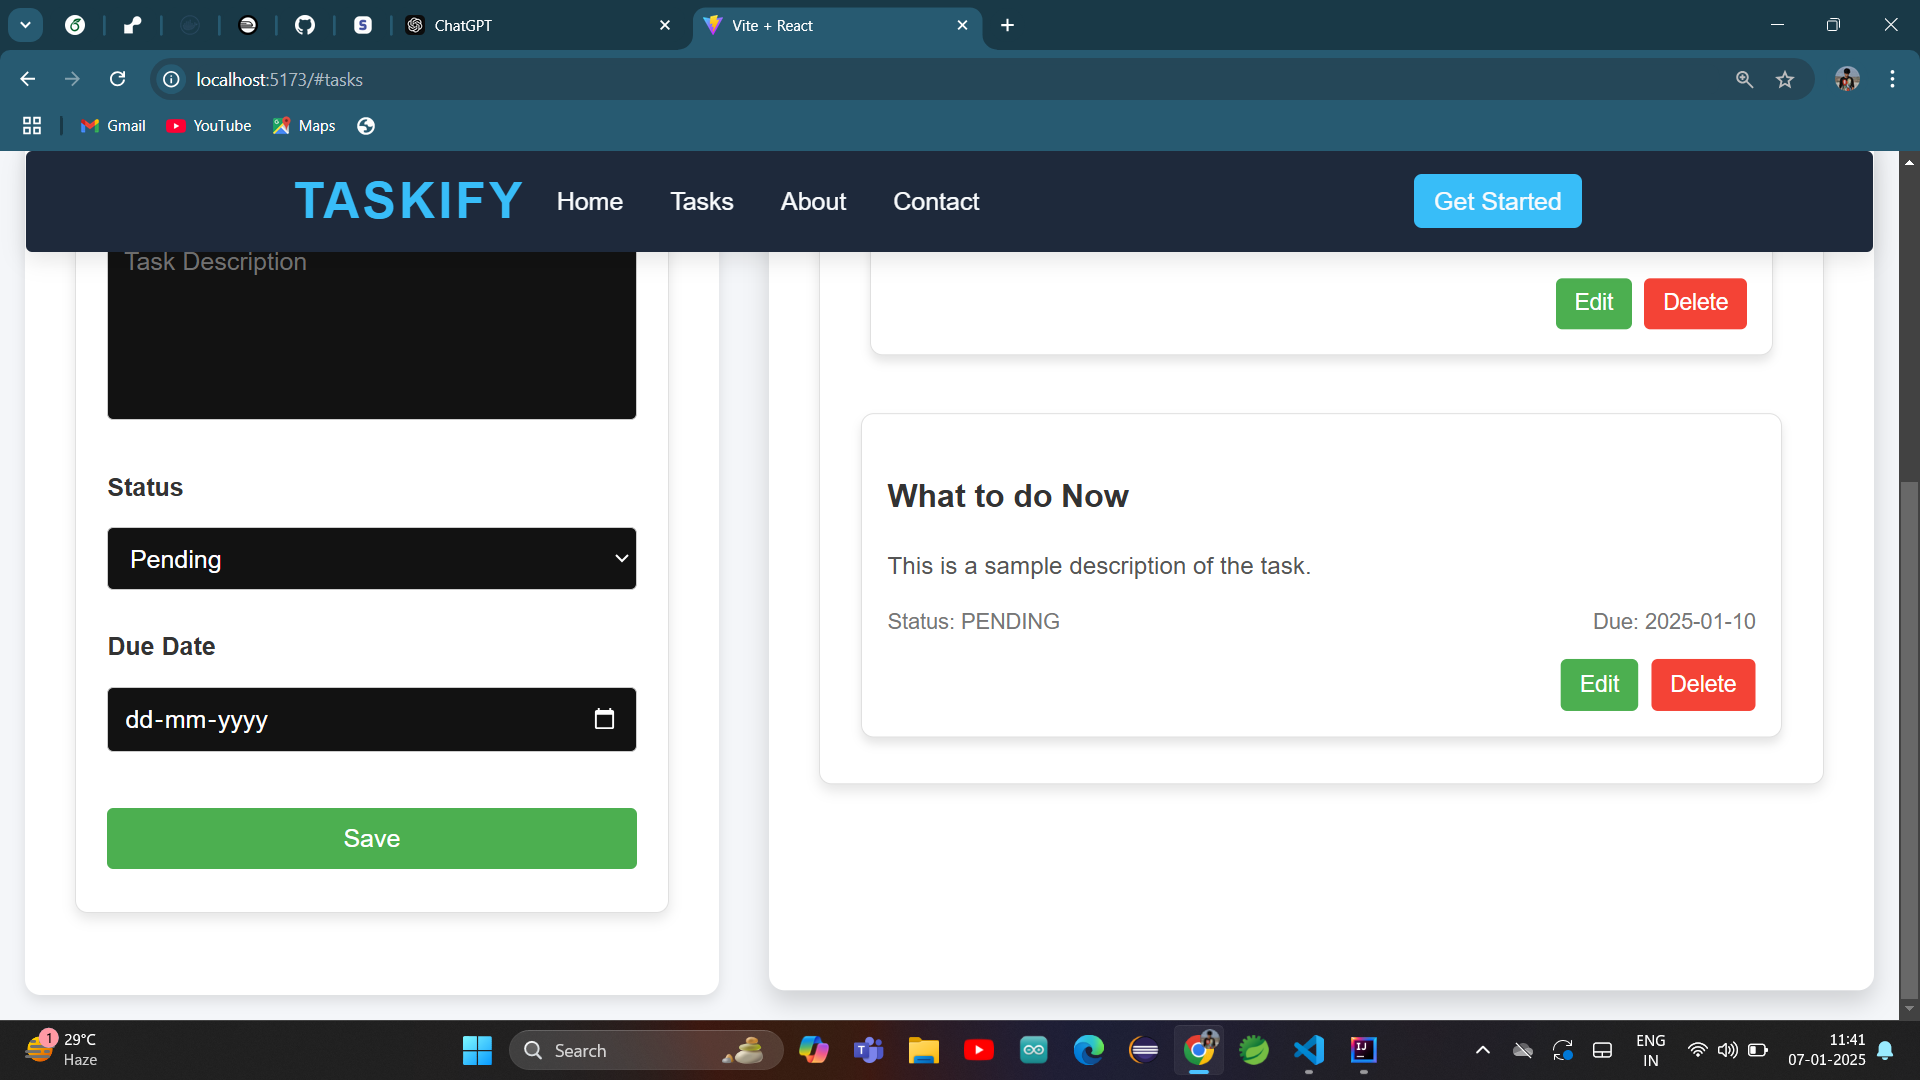 ChatGPT
Vite + React
localhost:5173/#tasks
Gmail
YouTube
Maps
TASKIFY
Home
Tasks
About
Contact
Get Started
Task Description
Status
Pending
Due Date
dd-mm-yyyy
Save
Edit
Delete
What to do Now
This is a sample description of the task.
Status: PENDING
Due: 2025-01-10
Edit
Delete
1
29°C
Haze
Search
ENG
IN
11:41
07-01-2025